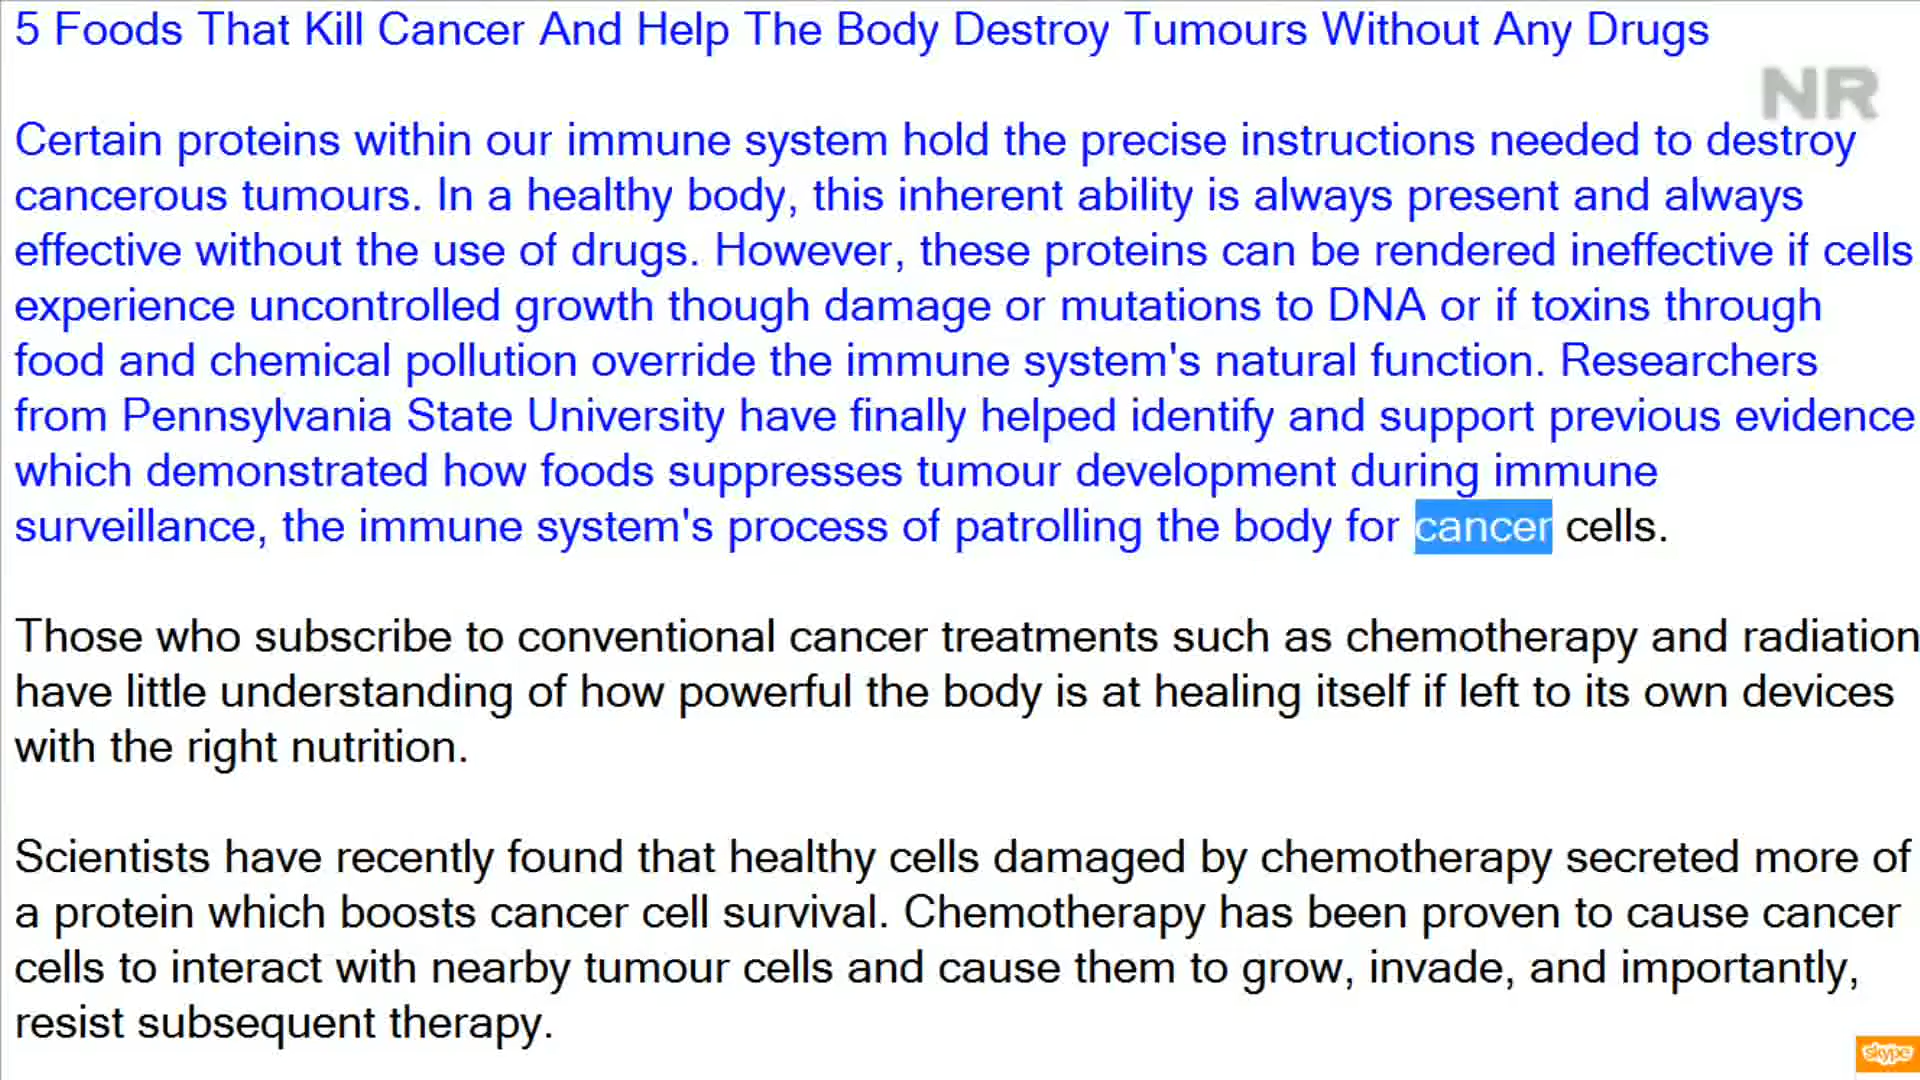 5 Foods That Kill Cancer And Help The Body Destroy Tumours Without Any Drugs
NR
Certain proteins within our immune system hold the precise instructions needed to destroy
cancerous tumours. In a healthy body, this inherent ability is always present and always
effective without the use of drugs. However, these proteins can be rendered ineffective if cells
experience uncontrolled growth though damage or mutations to DNA or if toxins through
food and chemical pollution override the immune system's natural function. Researchers
from Pennsylvania State University have finally helped identify and support previous evidence
which demonstrated how foods suppresses tumour development during immune
surveillance, the immune system's process of patrolling the body for cancer cells.
Those who subscribe to conventional cancer treatments such as chemotherapy and radiation
have little understanding of how powerful the body is at healing itself if left to its own devices
with the right nutrition.
Scientists have recently found that healthy cells damaged by chemotherapy secreted more of
a protein which boosts cancer cell survival. Chemotherapy has been proven to cause cancer
cells to interact with nearby tumour cells and cause them to grow, invade, and importantly,
resist subsequent therapy.
skype